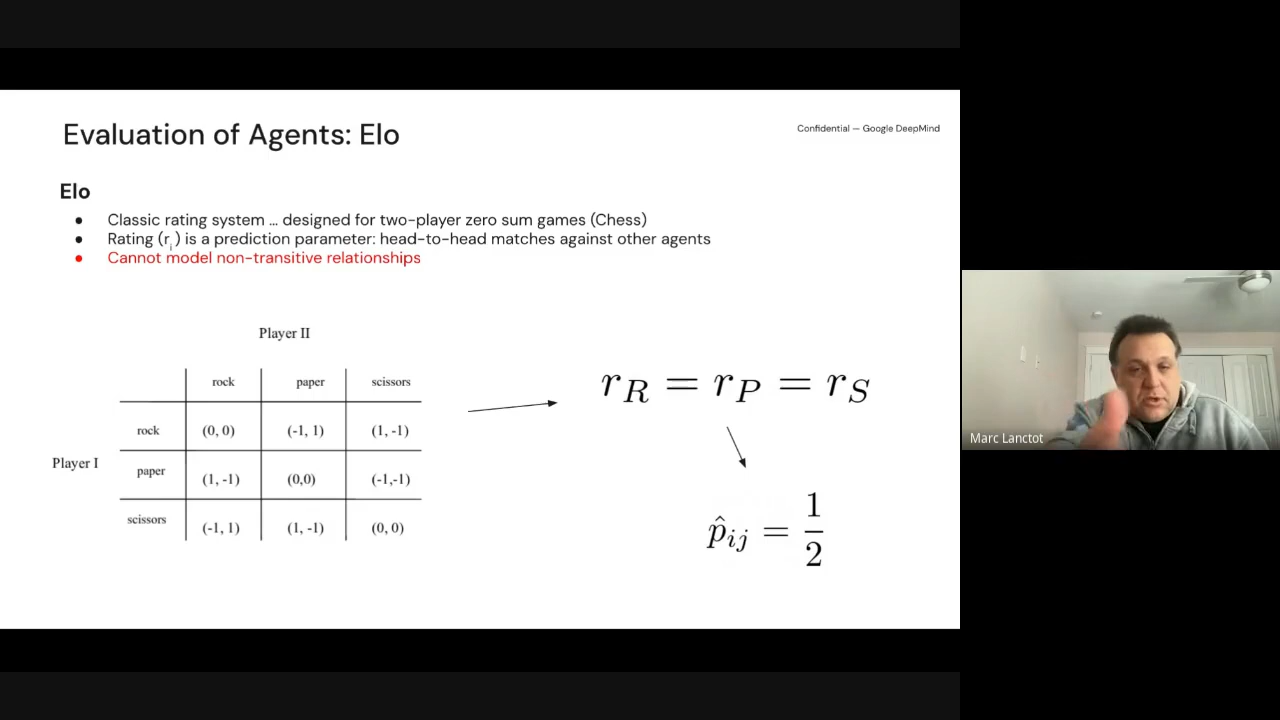 Evaluation of Agents: Elo
Confidential — Google DeepMind
Elo
● Classic rating system ... designed for two-player zero sum games (Chess)
● Rating (r_i) is a prediction parameter: head-to-head matches against other agents
● Cannot model non-transitive relationships
Player II
rock paper scissors
rock (0, 0) (-1, 1) (1, -1)
Player I
paper (1, -1) (0,0) (-1,-1)
scissors (-1, 1) (1, -1) (0, 0)
r_R = r_P = r_S
p̂_ij = 1/2
Marc Lanctot